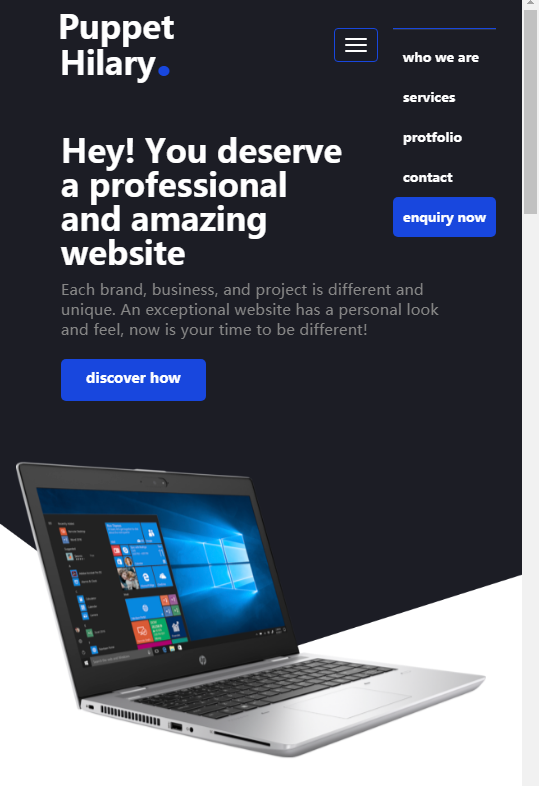 Puppet
Hilary.
who we are
services
protfolio
contact
enquiry now
Hey! You deserve
a professional
and amazing
website
Each brand, business, and project is different and
unique. An exceptional website has a personal look
and feel, now is your time to be different!
discover how
hp